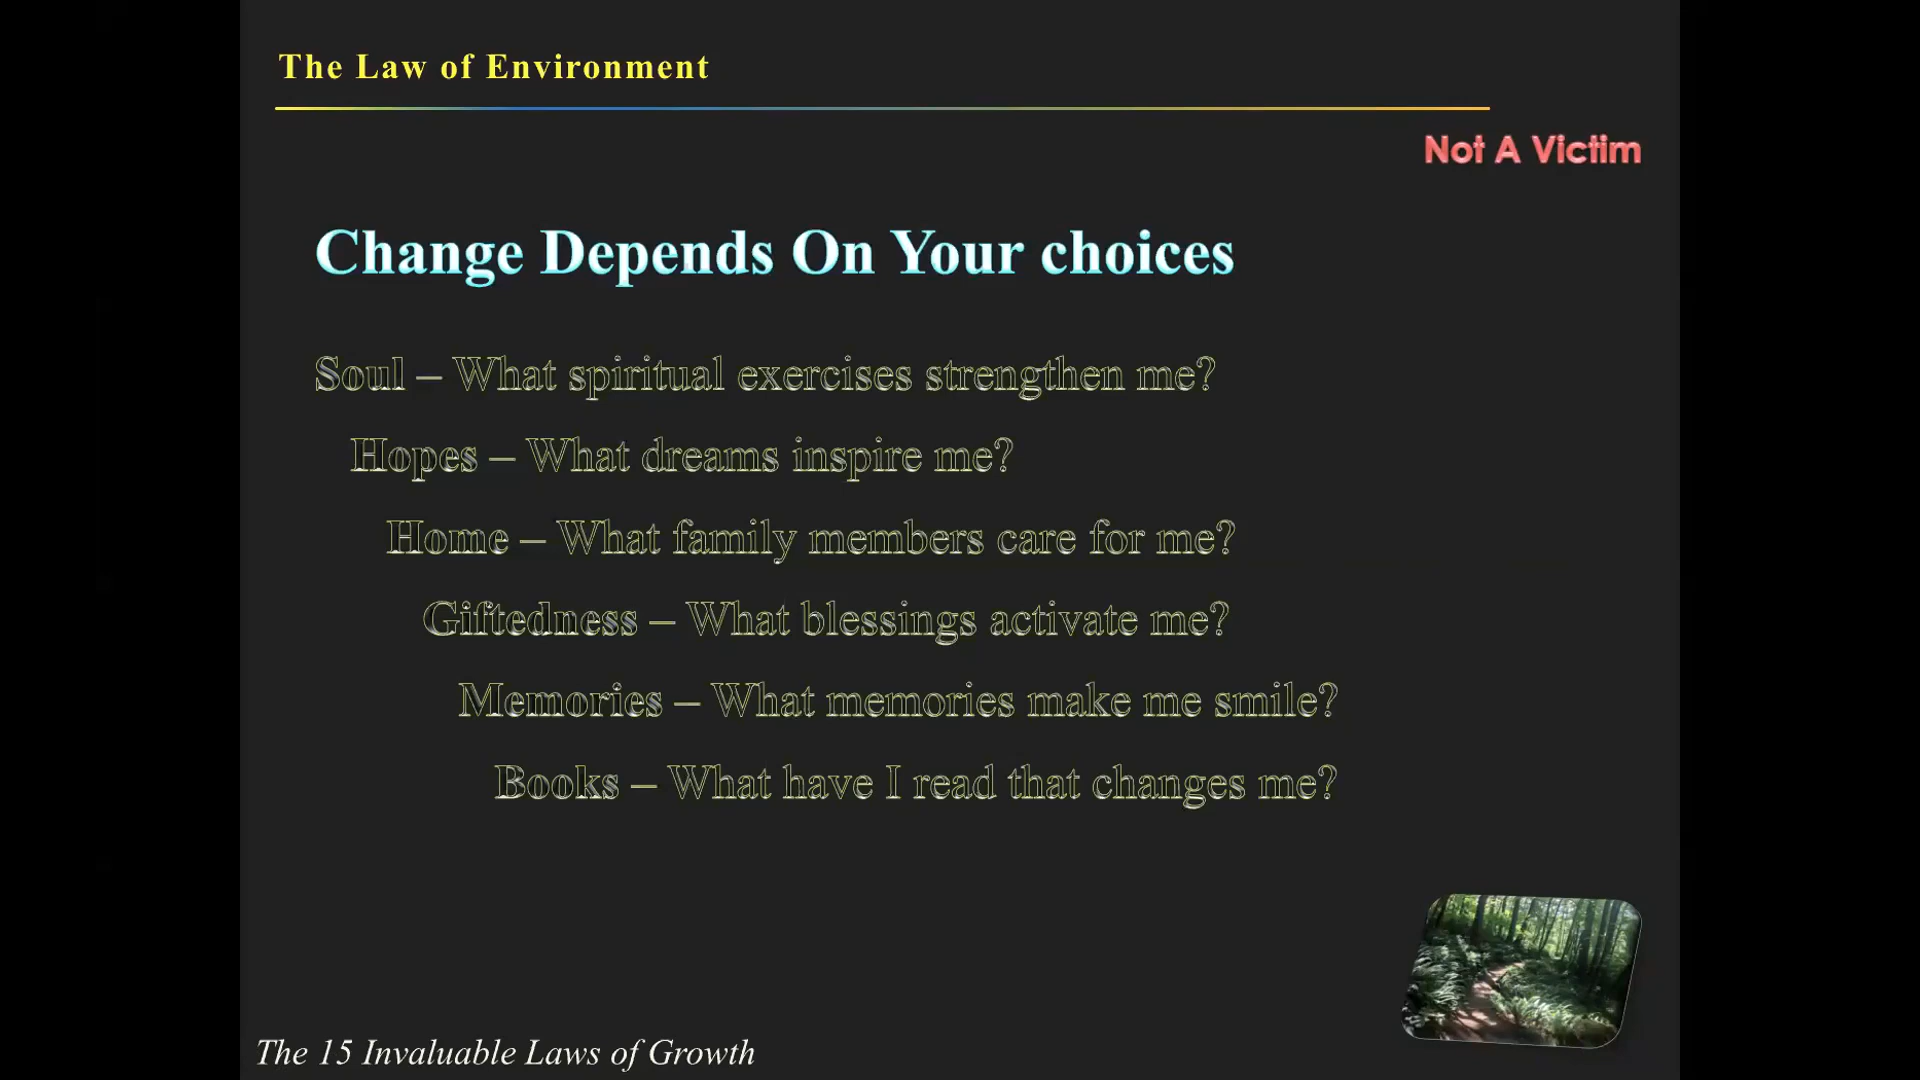 The Law of Environment
Not A Victim
Change Depends On Your choices
Soul – What spiritual exercises strengthen me?
Hopes – What dreams inspire me?
Home – What family members care for me?
Giftedness – What blessings activate me?
Memories – What memories make me smile?
Books – What have I read that changes me?
The 15 Invaluable Laws of Growth